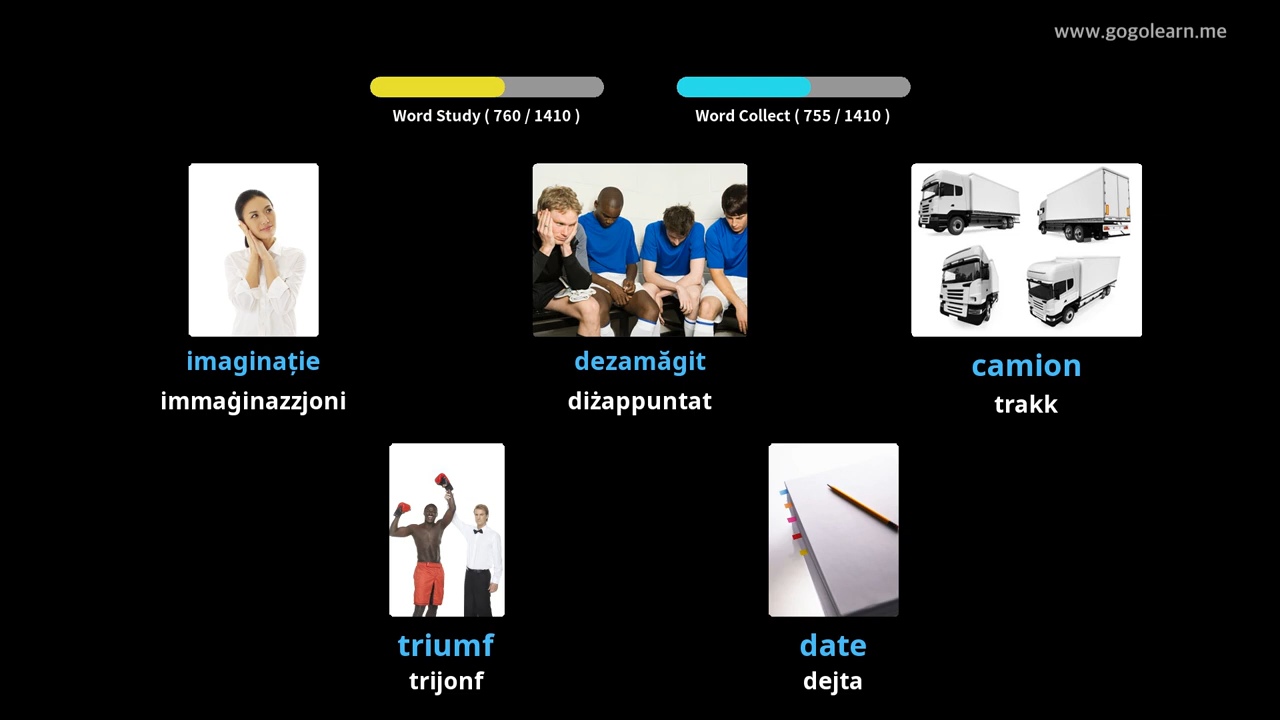 www.gogolearn.me
Word Study ( 760 / 1410 )
Word Collect ( 755 / 1410 )
imaginație
immaġinazzjoni
dezamăgit
diżappuntat
camion
trakk
triumf
trijonf
date
dejta